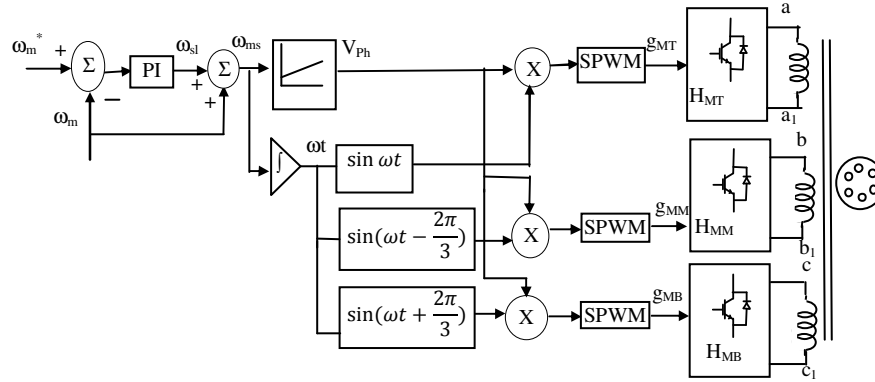 ωm* + Σ − PI ωsl + + Σ ωms
ωm
VPh
X SPWM gMT HMT a a1
∫ ωt sin ωt
sin(ωt − 2π/3) X SPWM gMM HMM b b1
sin(ωt + 2π/3) X SPWM gMB HMB c c1